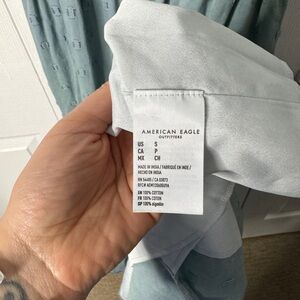 AMERICAN EAGLE
OUTFITTERS
US S
CA P
MX CH
MADE IN INDIA / FABRIQUÉ EN INDE /
HECHO EN INDIA
EN 100% COTTON
FR 100% COTON
SP 100% algodón